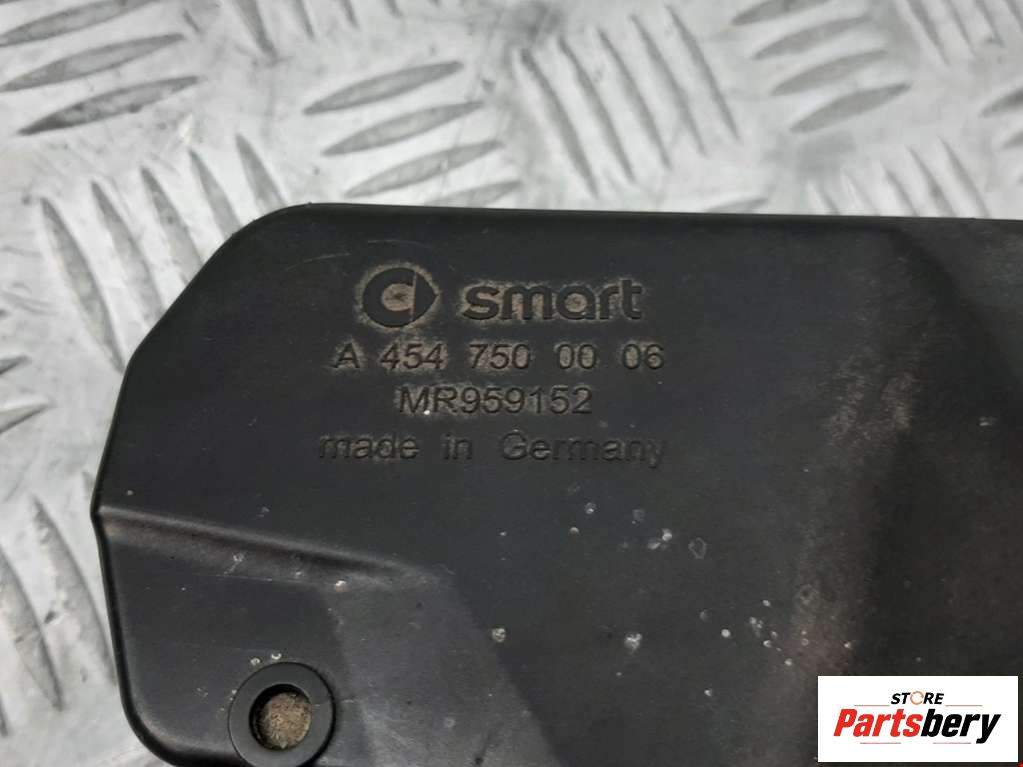 smart
A 454 750 00 06
MR959152
made in Germany
STORE
Partsbery